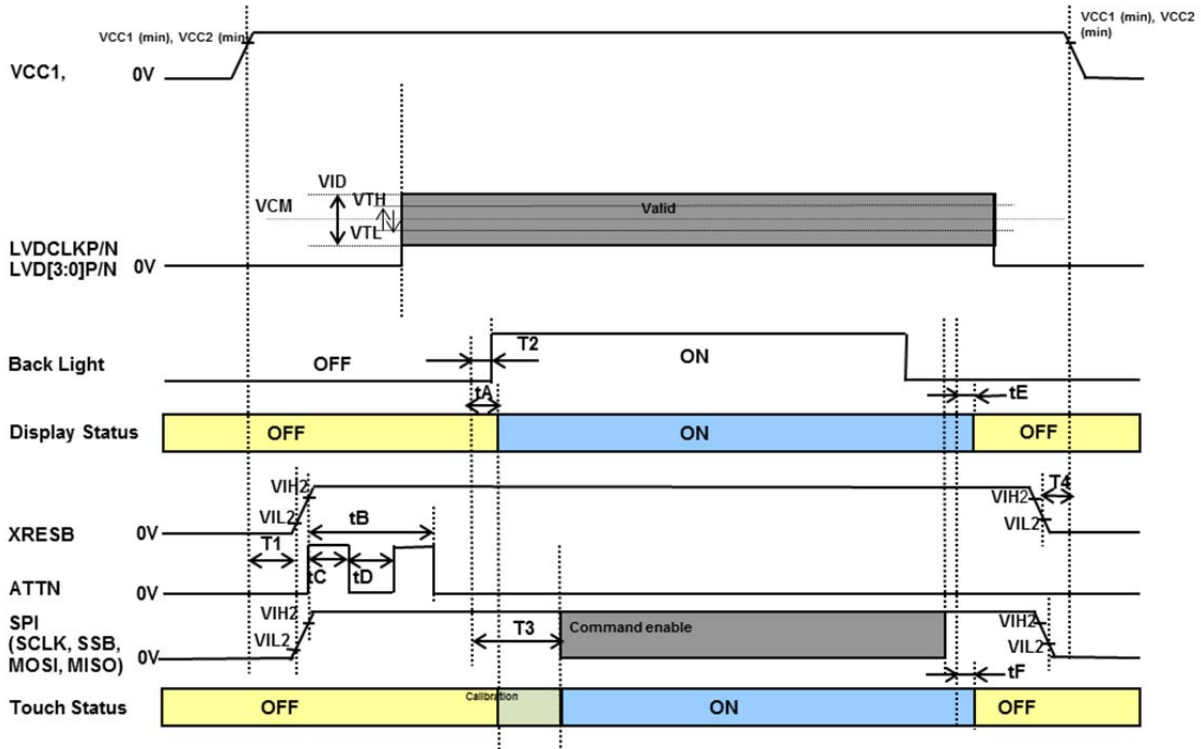 VCC1 (min), VCC2 (min)
VCC1 (min), VCC2
(min)
VCC1,
0V
VID
VTH
VCM
VTL
Valid
LVDCLKP/N
LVD[3:0]P/N
0V
Back Light
OFF
T2
ON
tA
tE
Display Status
OFF
ON
OFF
VIH2
VIL2
tB
VIH2
VIL2
T4
XRESB
0V
T1
tC
tD
ATTN
0V
SPI
(SCLK, SSB,
MOSI, MISO)
0V
VIH2
VIL2
T3
Command enable
VIH2
VIL2
tF
Touch Status
OFF
Calibration
ON
OFF